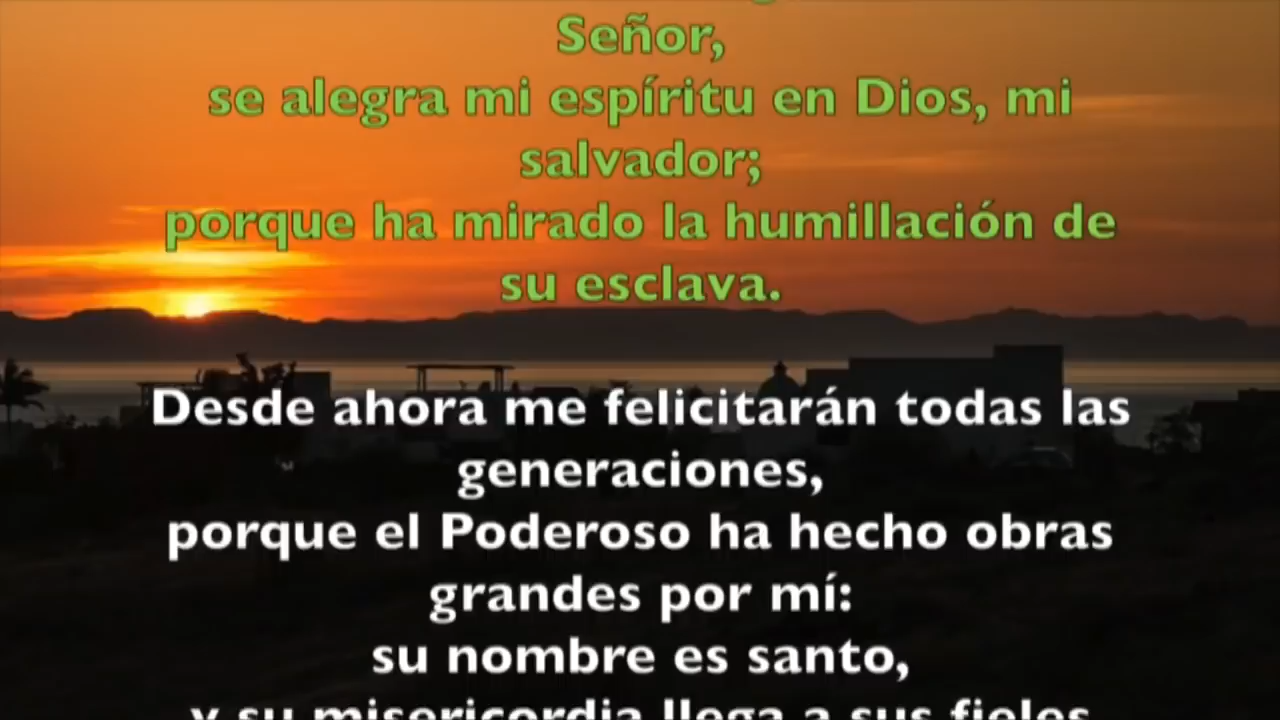 Señor,
se alegra mi espíritu en Dios, mi
salvador;
porque ha mirado la humillación de
su esclava.
Desde ahora me felicitarán todas las
generaciones,
porque el Poderoso ha hecho obras
grandes por mí:
su nombre es santo,
y su misericordia llega a sus fieles